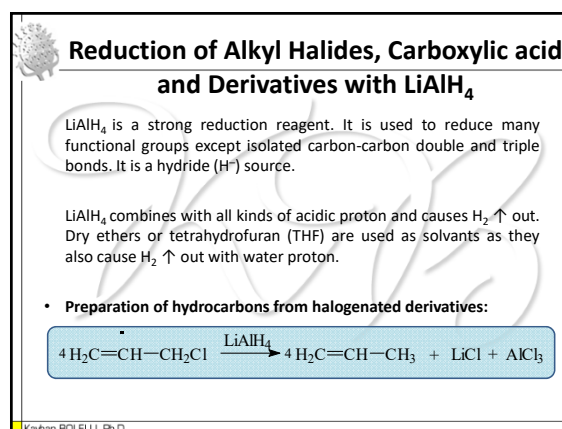 Reduction of Alkyl Halides, Carboxylic acid
and Derivatives with LiAlH₄
LiAlH₄ is a strong reduction reagent. It is used to reduce many
functional groups except isolated carbon-carbon double and triple
bonds. It is a hydride (H⁻) source.
LiAlH₄ combines with all kinds of acidic proton and causes H₂ ↑ out.
Dry ethers or tetrahydrofuran (THF) are used as solvents as they
also cause H₂ ↑ out with water proton.
• Preparation of hydrocarbons from halogenated derivatives:
LiAlH₄
4 H₂C=CH—CH₂Cl → 4 H₂C=CH—CH₃ + LiCl + AlCl₃